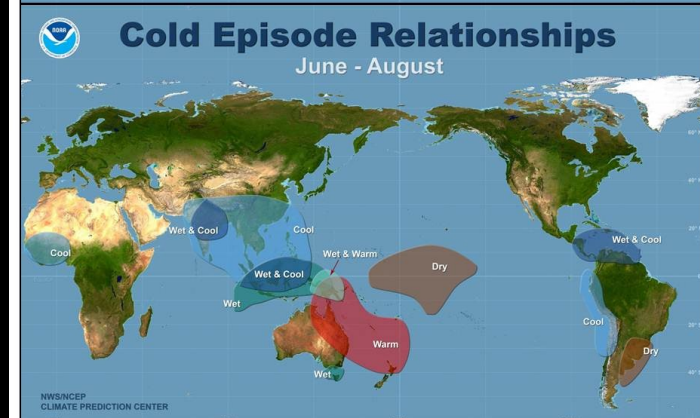 NOAA
Cold Episode Relationships
June - August
Wet & Cool
Cool
Wet & Cool
Cool
Wet & Warm
Wet & Cool
Dry
Wet
Cool
Warm
Dry
Wet
NWS/NCEP
CLIMATE PREDICTION CENTER